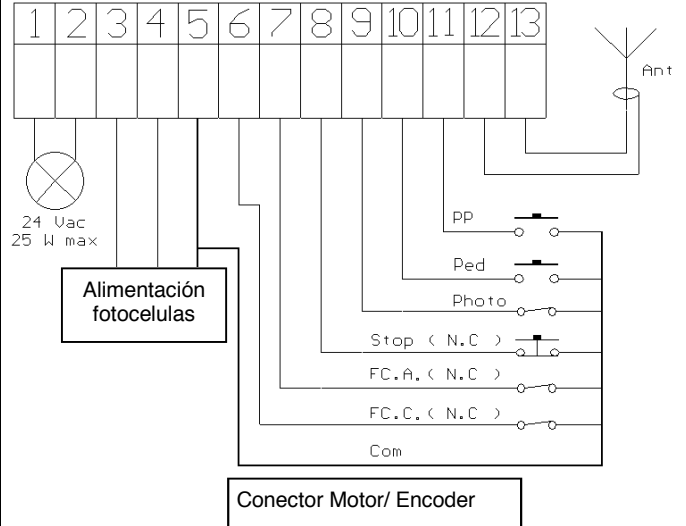 1 2 3 4 5 6 7 8 9 10 11 12 13
Ant
24 Vac
25 W max
Alimentación
fotocelulas
PP
Ped
Photo
Stop ( N.C )
FC.A.( N.C )
FC.C.( N.C )
Com
Conector Motor/ Encoder